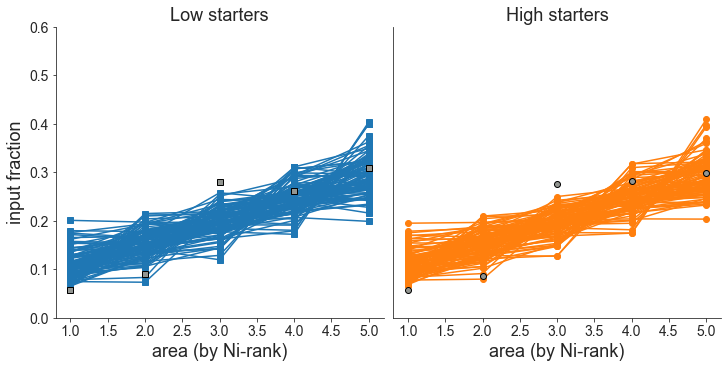 Low starters
High starters
input fraction
0.6
0.5
0.4
0.3
0.2
0.1
0.0
1.0 1.5 2.0 2.5 3.0 3.5 4.0 4.5 5.0
1.0 1.5 2.0 2.5 3.0 3.5 4.0 4.5 5.0
area (by Ni-rank)
area (by Ni-rank)